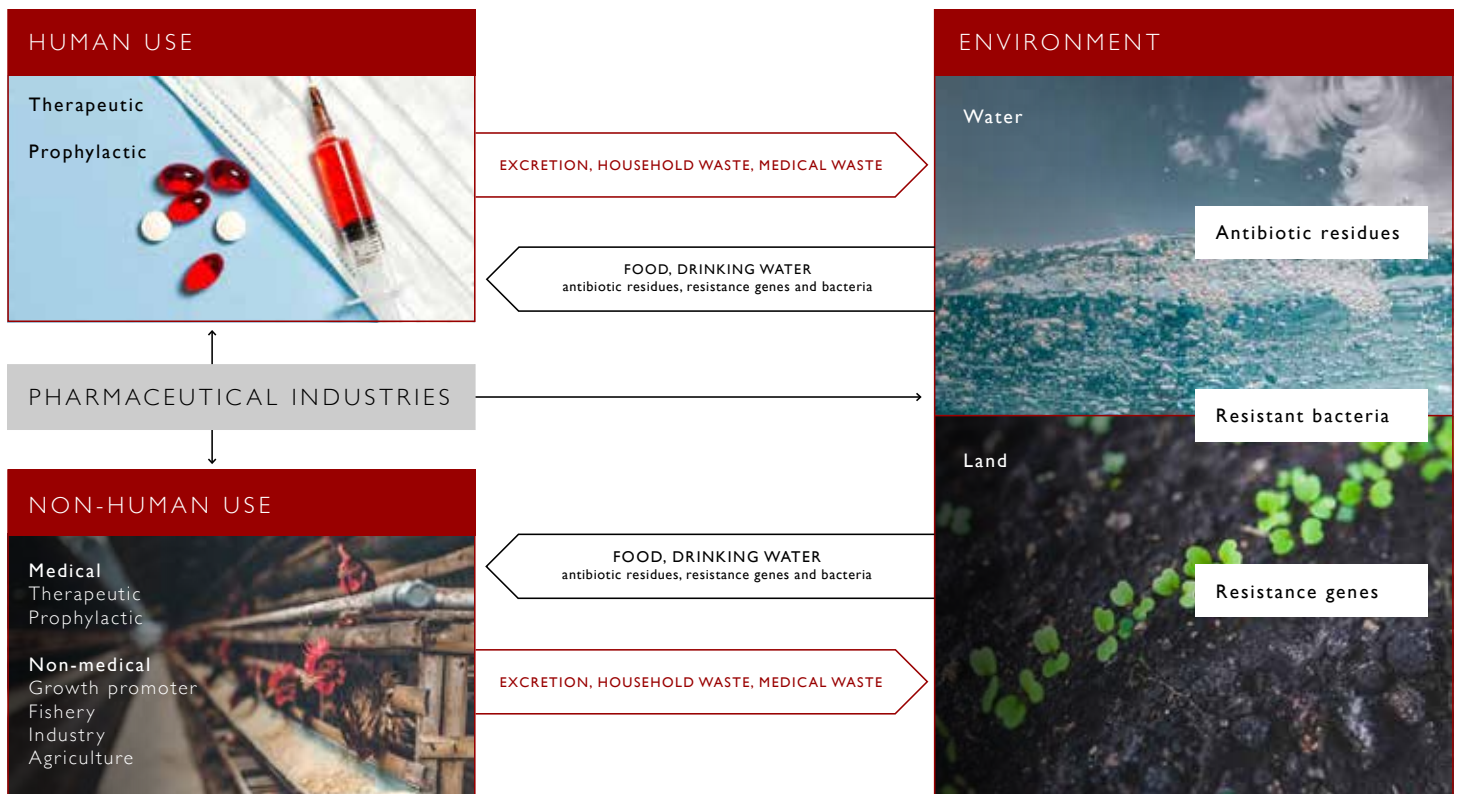 HUMAN USE
Therapeutic
Prophylactic
EXCRETION, HOUSEHOLD WASTE, MEDICAL WASTE
FOOD, DRINKING WATER
antibiotic residues, resistance genes and bacteria
PHARMACEUTICAL INDUSTRIES
NON-HUMAN USE
Medical
Therapeutic
Prophylactic
Non-medical
Growth promoter
Fishery
Industry
Agriculture
FOOD, DRINKING WATER
antibiotic residues, resistance genes and bacteria
EXCRETION, HOUSEHOLD WASTE, MEDICAL WASTE
ENVIRONMENT
Water
Antibiotic residues
Resistant bacteria
Land
Resistance genes